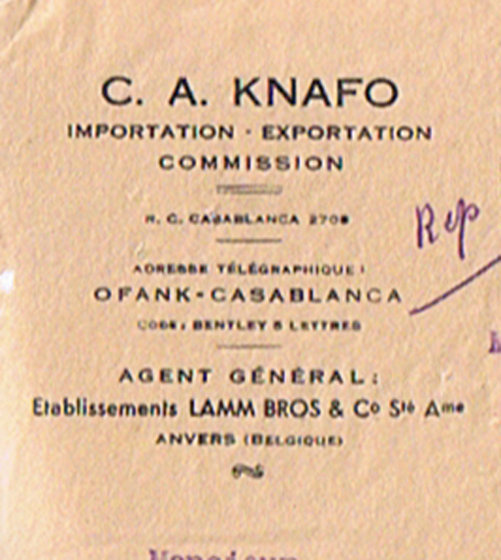 C. A. KNAFO
IMPORTATION · EXPORTATION
COMMISSION
R. C. CASABLANCA 2708
ADRESSE TÉLÉGRAPHIQUE :
OFANK-CASABLANCA
CODE : BENTLEY 5 LETTRES
AGENT GÉNÉRAL :
Etablissements LAMM BROS & Co Sté Ame
ANVERS (BELGIQUE)
Rep
Monsieur